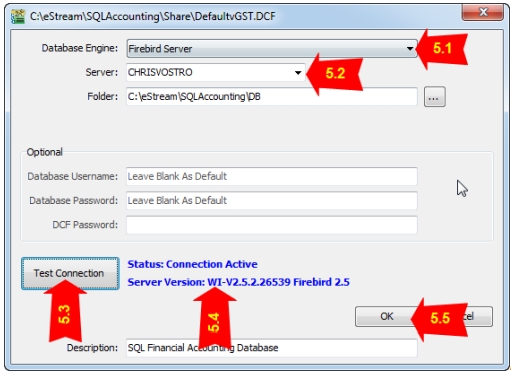 C:\eStream\SQLAccounting\Share\DefaultvGST.DCF
Database Engine: Firebird Server 5.1
Server: CHRISVOSTRO 5.2
Folder: C:\eStream\SQLAccounting\DB ...
Optional
Database Username: Leave Blank As Default
Database Password: Leave Blank As Default
DCF Password:
Test Connection
Status: Connection Active
Server Version: WI-V2.5.2.26539 Firebird 2.5
5.3
5.4
OK 5.5
Description: SQL Financial Accounting Database